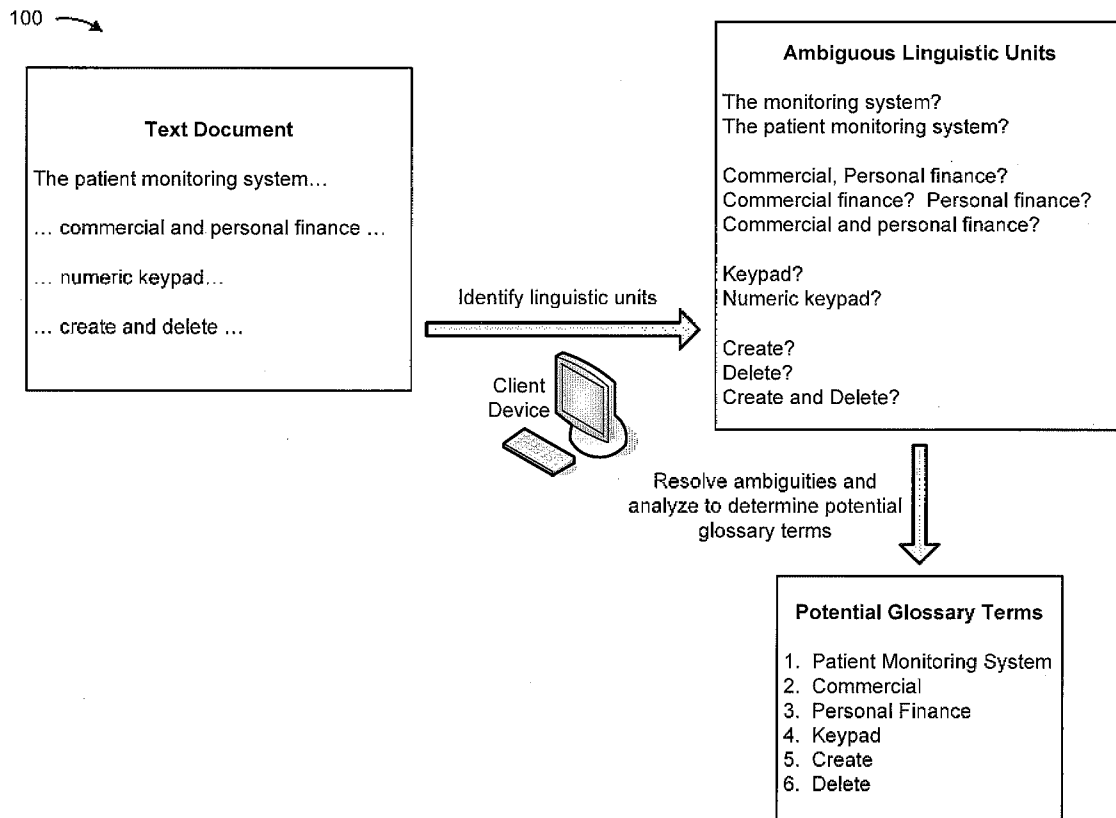 100
Text Document
The patient monitoring system...
... commercial and personal finance ...
... numeric keypad...
... create and delete ...
Identify linguistic units
Client
Device
Ambiguous Linguistic Units
The monitoring system?
The patient monitoring system?
Commercial, Personal finance?
Commercial finance?  Personal finance?
Commercial and personal finance?
Keypad?
Numeric keypad?
Create?
Delete?
Create and Delete?
Resolve ambiguities and
analyze to determine potential
glossary terms
Potential Glossary Terms
1. Patient Monitoring System
2. Commercial
3. Personal Finance
4. Keypad
5. Create
6. Delete